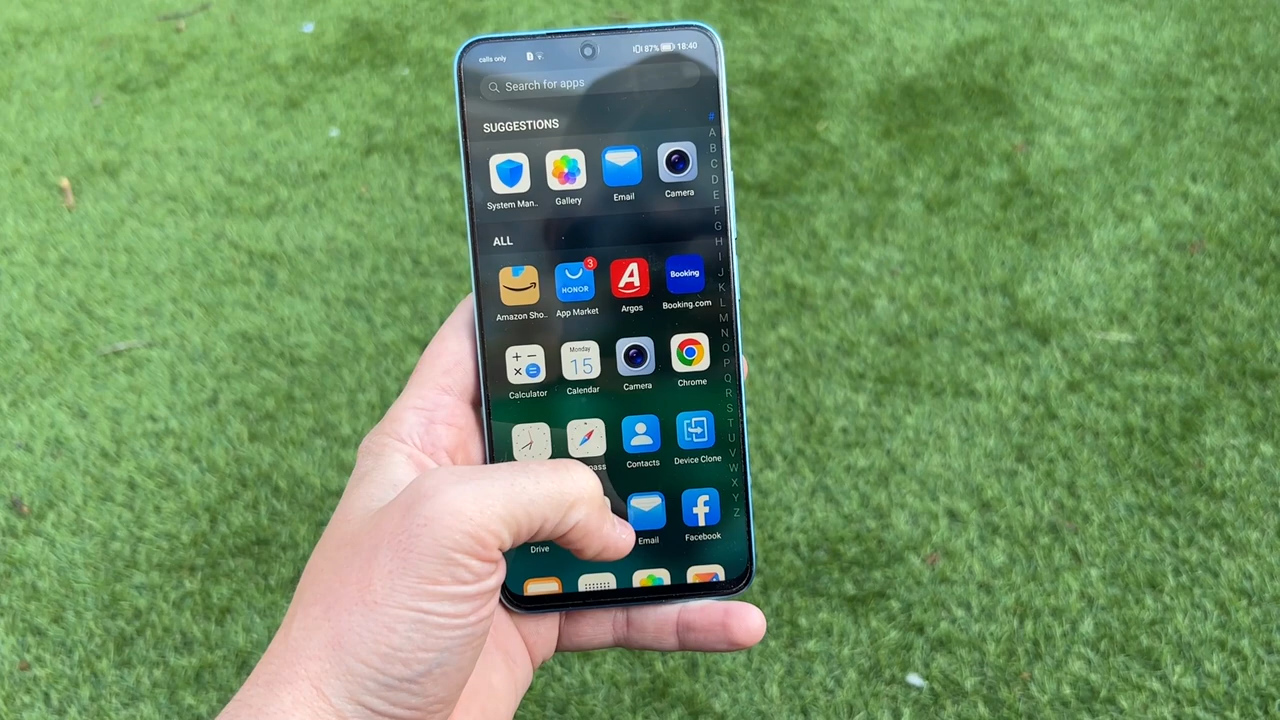 calls only 87% 18:40
Search for apps
SUGGESTIONS
System Man.. Gallery Email Camera
ALL
3
HONOR Booking
Amazon Sho.. App Market Argos Booking.com
Monday
15
Calculator Calendar Camera Chrome
pass Contacts Device Clone
Drive Email Facebook
#
A
B
C
D
E
F
G
H
I
J
K
L
M
N
O
P
Q
R
S
T
U
V
W
X
Y
Z